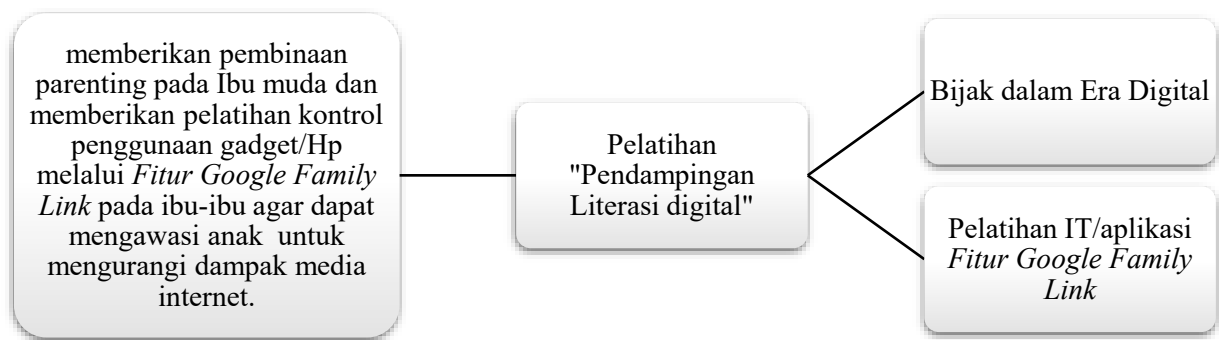 memberikan pembinaan
parenting pada Ibu muda dan
memberikan pelatihan kontrol
penggunaan gadget/Hp
melalui Fitur Google Family
Link pada ibu-ibu agar dapat
mengawasi anak  untuk
mengurangi dampak media
internet.
Pelatihan
"Pendampingan
Literasi digital"
Bijak dalam Era Digital
Pelatihan IT/aplikasi
Fitur Google Family
Link